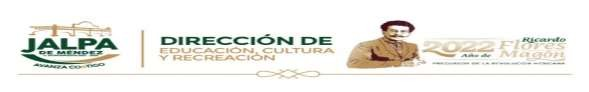 JALPA
DE MÉNDEZ
AVANZA CONTIGO
DIRECCIÓN DE
EDUCACIÓN, CULTURA
Y RECREACIÓN
2022 Ricardo
Año de Flores
Magón
PRECURSOR DE LA REVOLUCIÓN MEXICANA